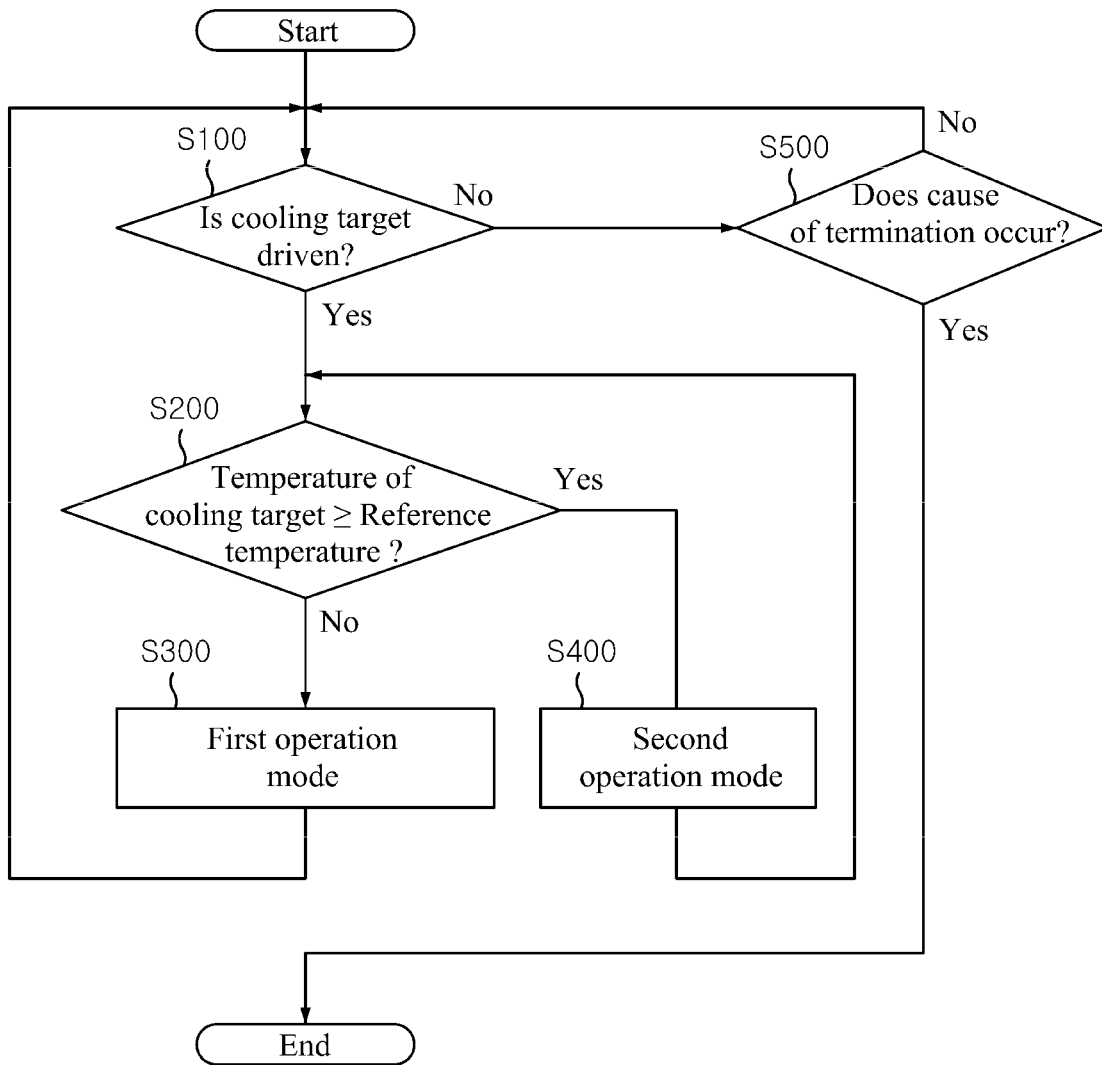 Start
No
S100
S500
Is cooling target
driven?
No
Does cause
of termination occur?
Yes
Yes
S200
Temperature of
cooling target ≥ Reference
temperature ?
Yes
No
S300
S400
First operation
mode
Second
operation mode
End